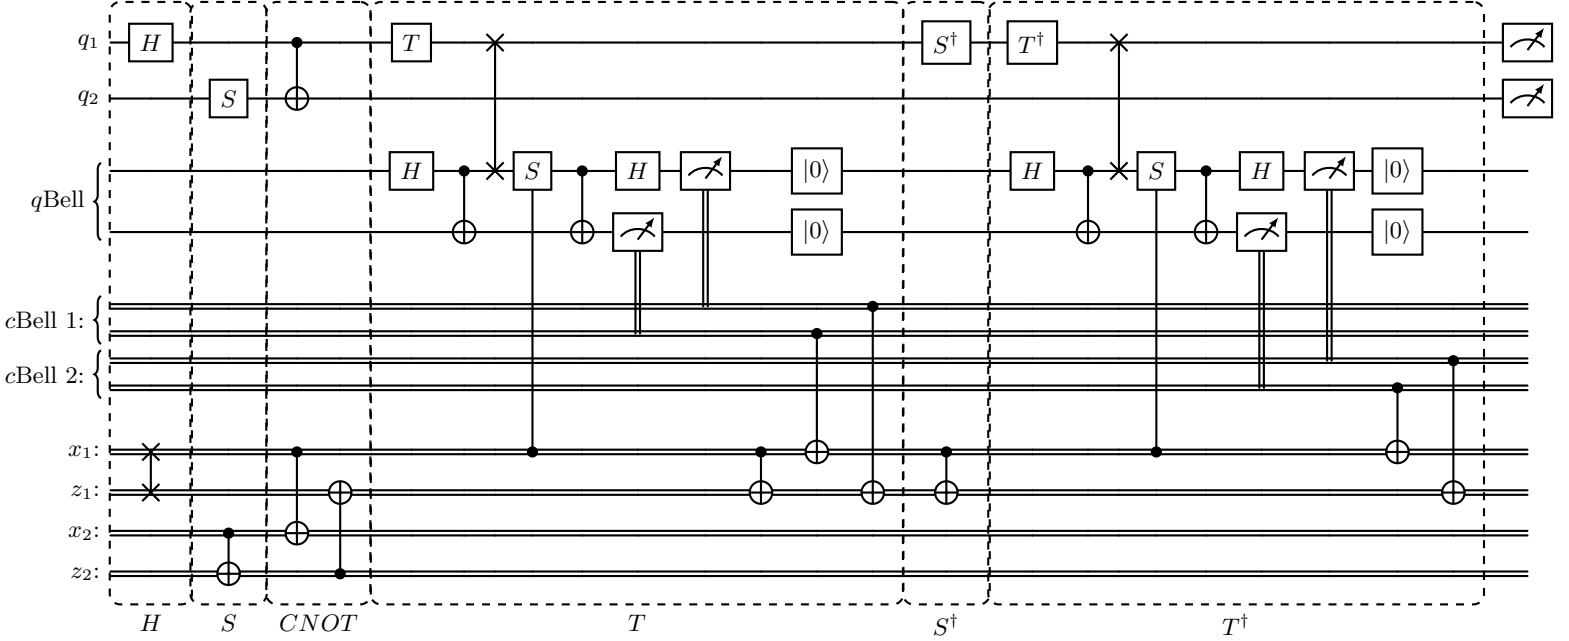 q₁ H T S† T†
q₂ S
qBell H S H |0⟩ H S H |0⟩
|0⟩ |0⟩
cBell 1:
cBell 2:
x₁:
z₁:
x₂:
z₂:
H S CNOT T S† T†